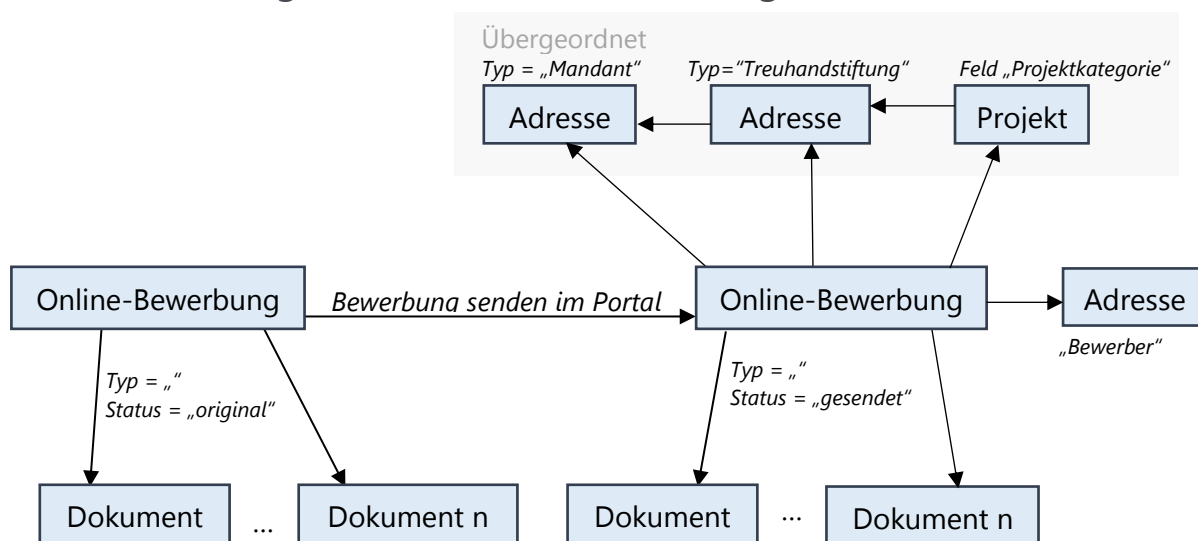 Übergeordnet
Typ = „Mandant“
Typ=“Treuhandstiftung“
Feld „Projektkategorie“
Adresse
Adresse
Projekt
Online-Bewerbung
Bewerbung senden im Portal
Online-Bewerbung
Adresse
„Bewerber“
Typ = „“
Status = „original“
Typ = „“
Status = „gesendet“
Dokument
...
Dokument n
Dokument
...
Dokument n